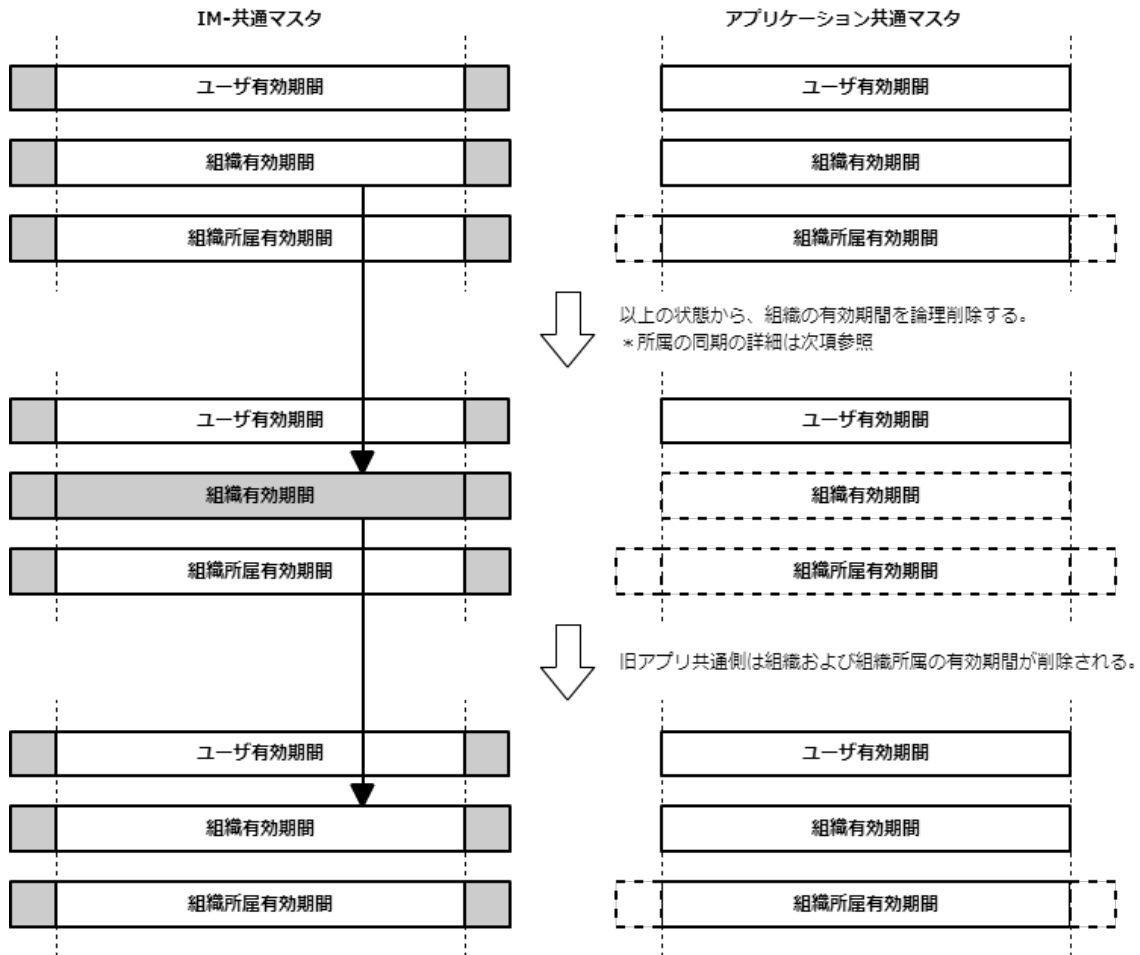 IM-共通マスタ
アプリケーション共通マスタ
ユーザ有効期間
ユーザ有効期間
組織有効期間
組織有効期間
組織所属有効期間
組織所属有効期間
以上の状態から、組織の有効期間を論理削除する。
＊所属の同期の詳細は次項参照
ユーザ有効期間
ユーザ有効期間
組織有効期間
組織有効期間
組織所属有効期間
組織所属有効期間
旧アプリ共通側は組織および組織所属の有効期間が削除される。
ユーザ有効期間
ユーザ有効期間
組織有効期間
組織有効期間
組織所属有効期間
組織所属有効期間